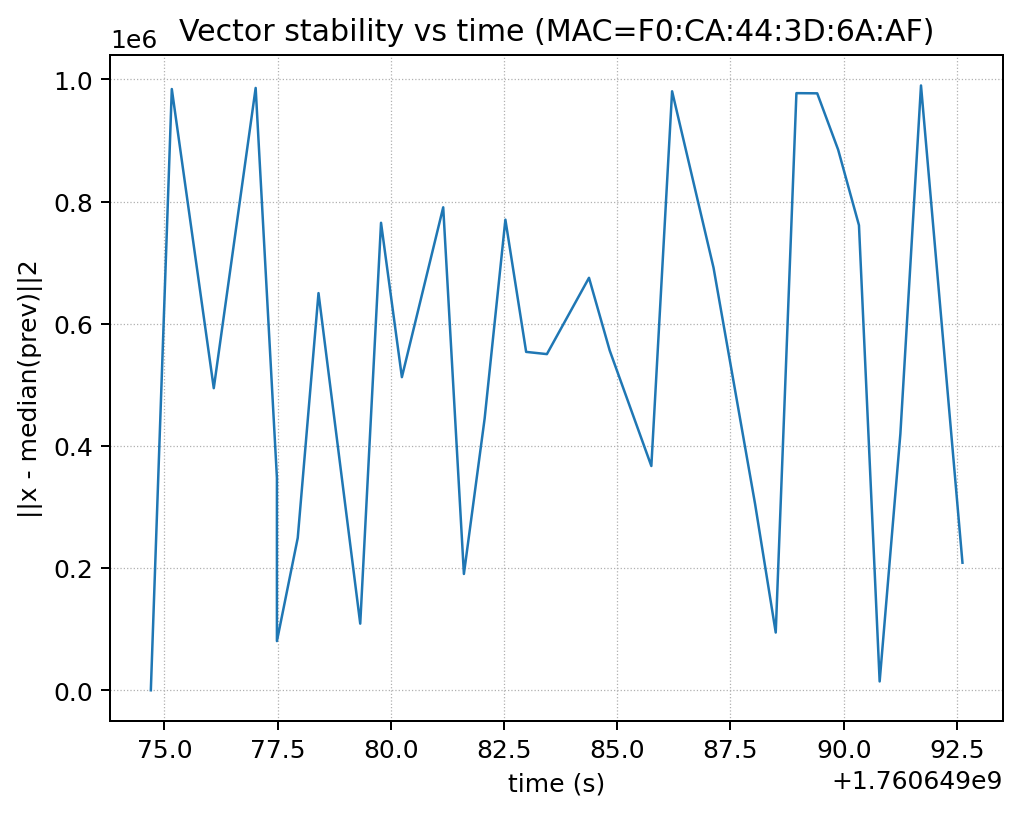 Vector stability vs time (MAC=F0:CA:44:3D:6A:AF)
1e6
1.0
0.8
0.6
0.4
0.2
0.0
||x - median(prev)||2
75.0 77.5 80.0 82.5 85.0 87.5 90.0 92.5
time (s)
+1.760649e9